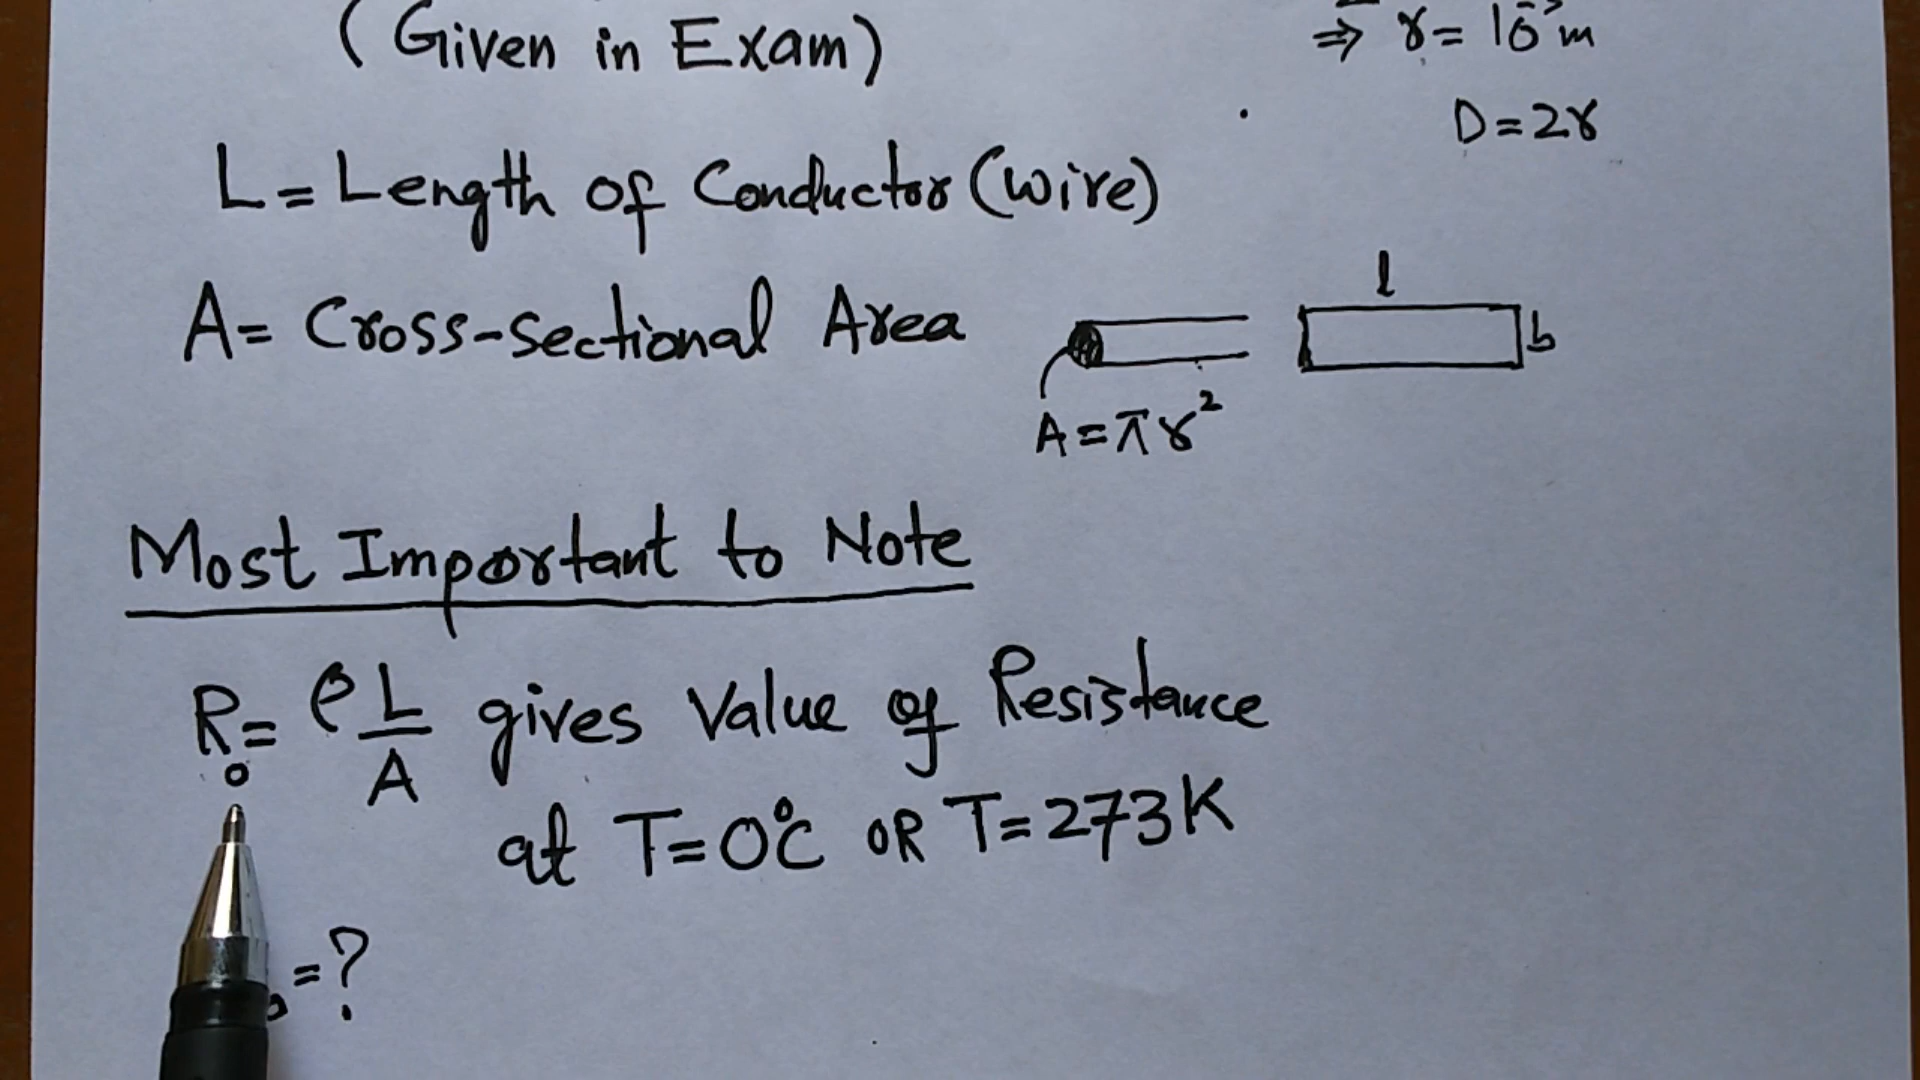 (Given in Exam)
⇒ r = 10⁻³ m
D = 2r
L = Length of Conductor (wire)
A = Cross-sectional Area
l
b
A = πr²
Most Important to Note
R₀ = ρ L/A gives Value of Resistance
at T = 0°C OR T = 273K
= ?